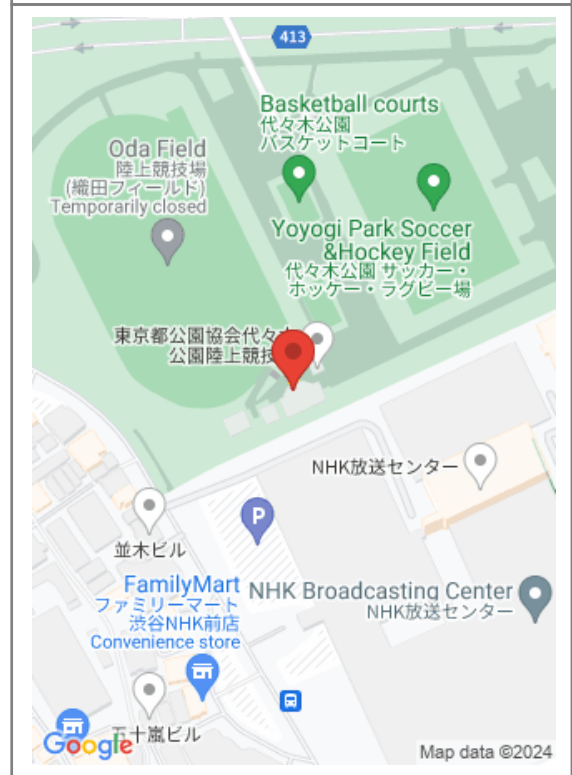 413
Basketball courts
代々木公園
バスケットコート
Oda Field
陸上競技場
(織田フィールド)
Temporarily closed
Yoyogi Park Soccer
&Hockey Field
代々木公園 サッカー・
ホッケー・ラグビー場
東京都公園協会代々木
公園陸上競技
NHK放送センター
P
並木ビル
FamilyMart
ファミリーマート
渋谷NHK前店
Convenience store
NHK Broadcasting Center
NHK放送センター
五十嵐ビル
Google
Map data ©2024